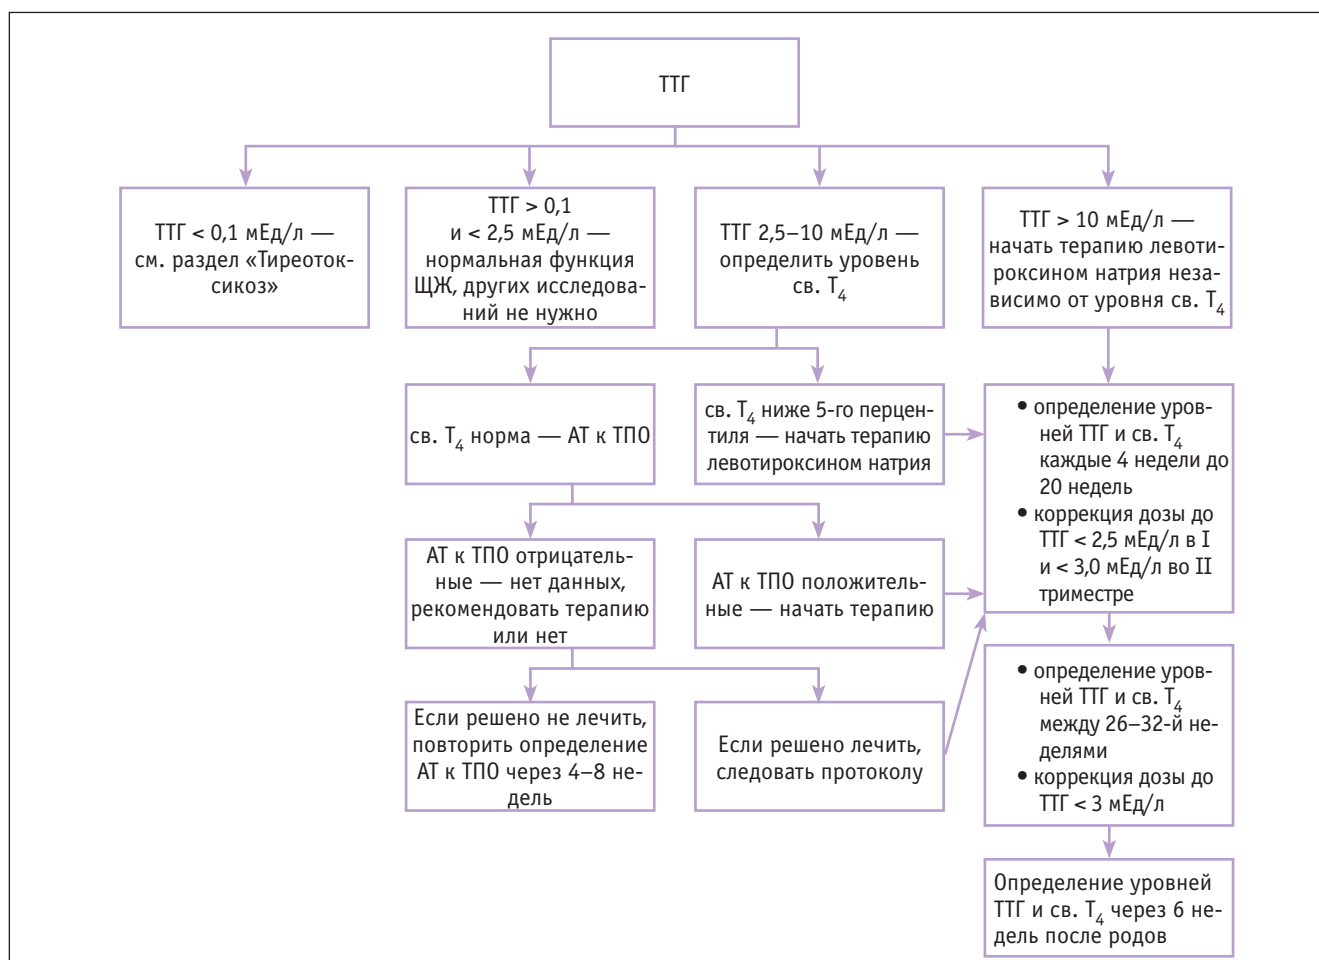 ТТГ
ТТГ < 0,1 мЕд/л —
см. раздел «Тиреоток-
сикоз»
ТТГ > 0,1
и < 2,5 мЕд/л —
нормальная функция
ЩЖ, других исследова-
ний не нужно
ТТГ 2,5–10 мЕд/л —
определить уровень
св. Т₄
ТТГ > 10 мЕд/л —
начать терапию левоти-
роксином натрия неза-
висимо от уровня св. Т₄
св. Т₄ норма — АТ к ТПО
св. Т₄ ниже 5-го перцен-
тиля — начать терапию
левотироксином натрия
• определение уров-
ней ТТГ и св. Т₄
каждые 4 недели до
20 недель
• коррекция дозы до
ТТГ < 2,5 мЕд/л в I
и < 3,0 мЕд/л во II
триместре
АТ к ТПО отрицатель-
ные — нет данных,
рекомендовать терапию
или нет
АТ к ТПО положитель-
ные — начать терапию
Если решено не лечить,
повторить определение
АТ к ТПО через 4–8 не-
дель
Если решено лечить,
следовать протоколу
• определение уров-
ней ТТГ и св. Т₄
между 26–32-й не-
делями
• коррекция дозы до
ТТГ < 3 мЕд/л
Определение уровней
ТТГ и св. Т₄ через 6 не-
дель после родов